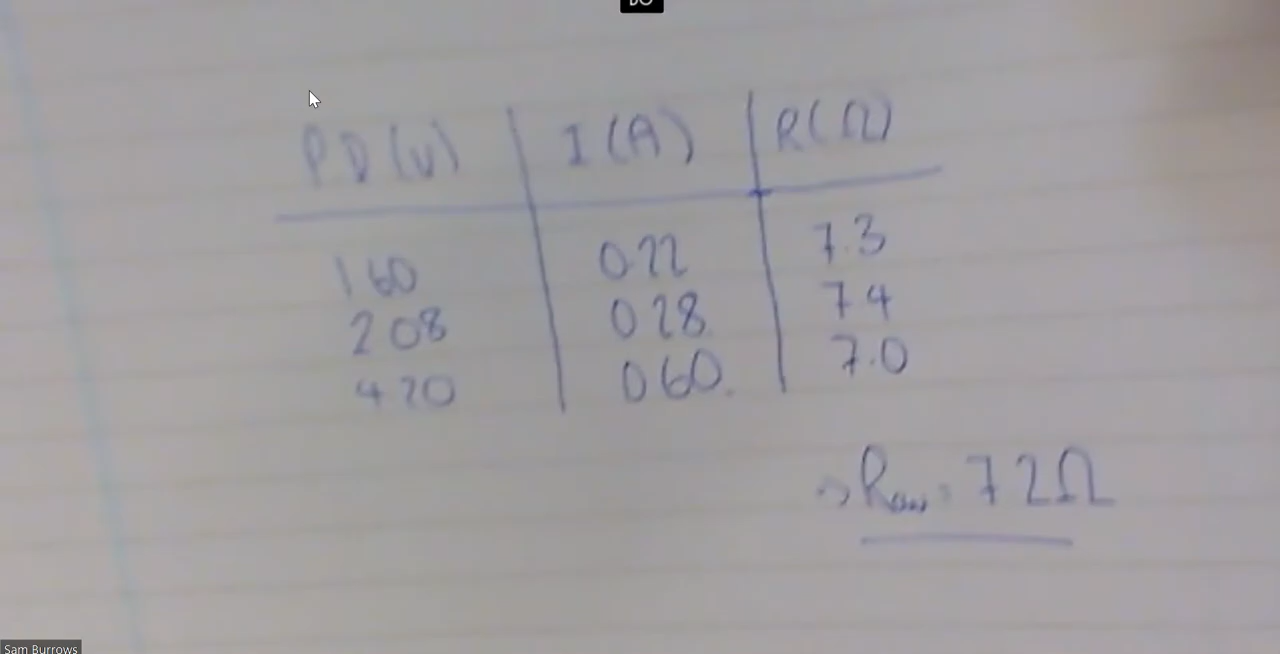 PD(V) I(A) R(Ω)
1 60 0.22 7.3
2 08 0 28 7 4
4 20 0 60. 7.0
Rav: 7 2Ω
Sam Burrows